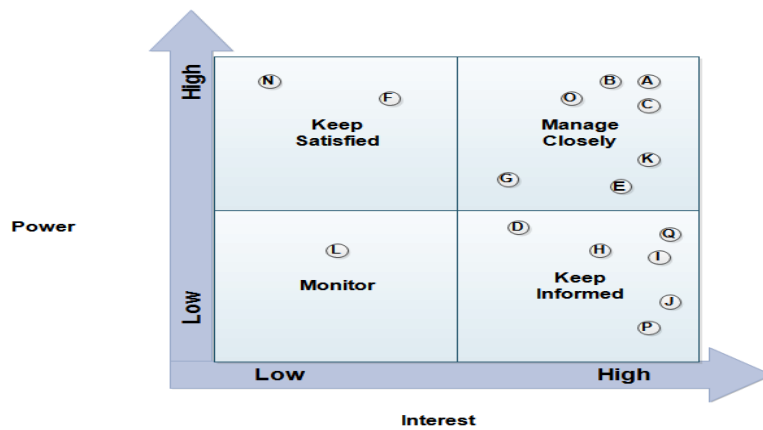 High
N
F
Keep
Satisfied
B
A
O
C
Manage
Closely
K
G
E
Power
L
Monitor
D
Q
H
I
Keep
Informed
J
P
Low
Low
High
Interest